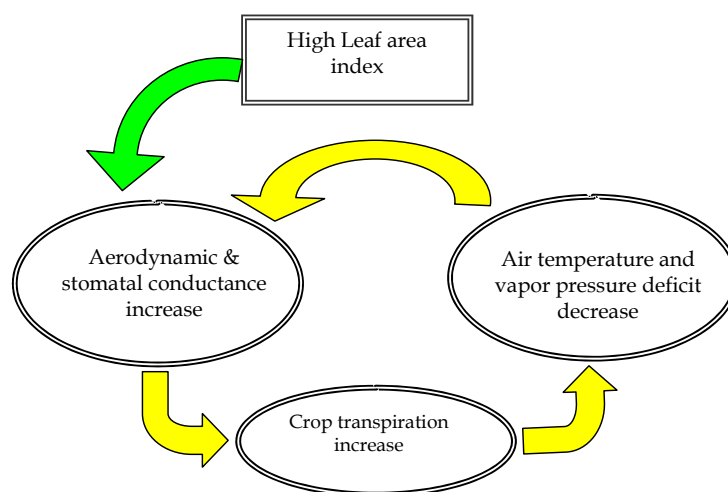 High Leaf area
index
Aerodynamic &
stomatal conductance
increase
Air temperature and
vapor pressure deficit
decrease
Crop transpiration
increase